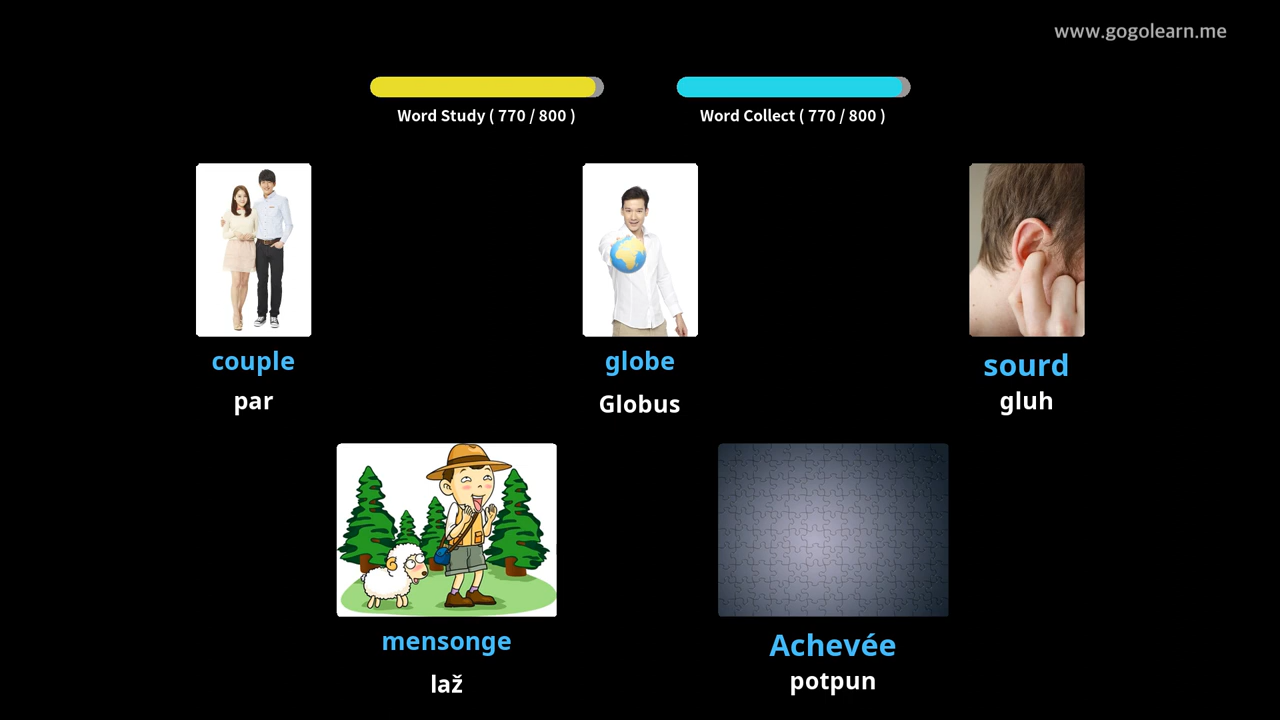 www.gogolearn.me
Word Study ( 770 / 800 )
Word Collect ( 770 / 800 )
couple
par
globe
Globus
sourd
gluh
mensonge
laž
Achevée
potpun